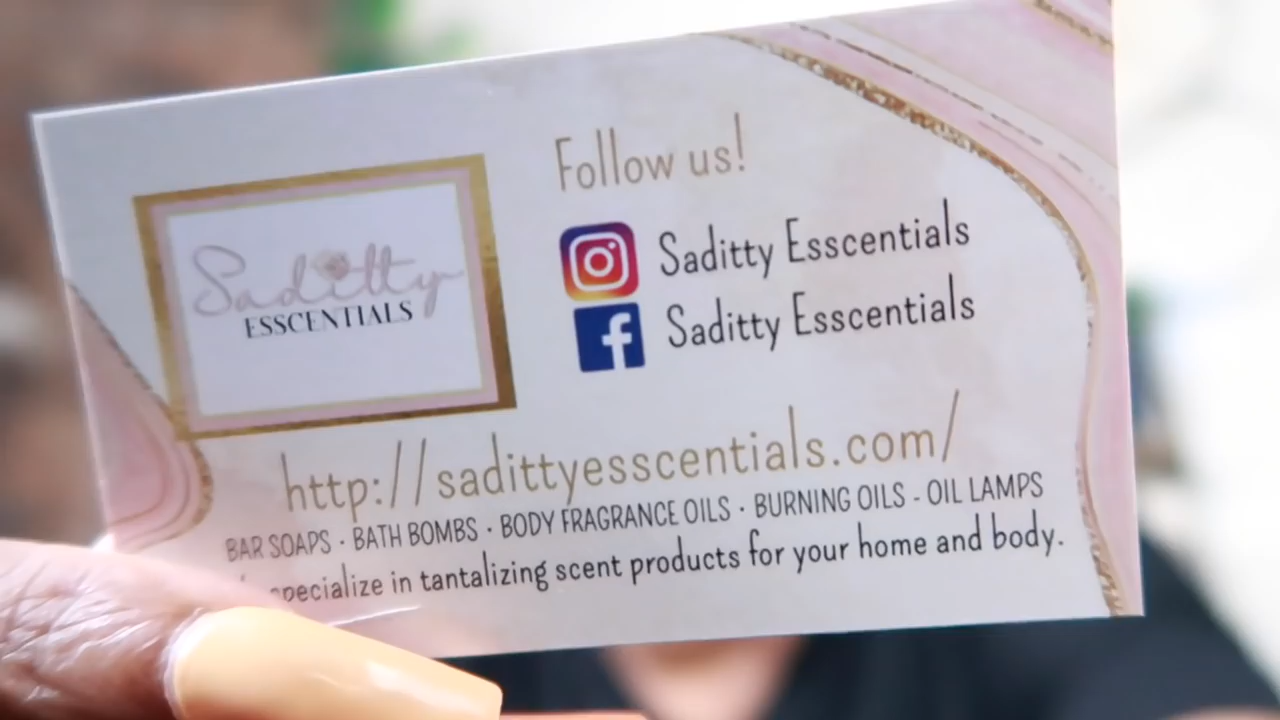 Saditty
ESSCENTIALS
Follow us!
Saditty Esscentials
Saditty Esscentials
http://sadittyesscentials.com/
BAR SOAPS · BATH BOMBS · BODY FRAGRANCE OILS · BURNING OILS - OIL LAMPS
specialize in tantalizing scent products for your home and body.